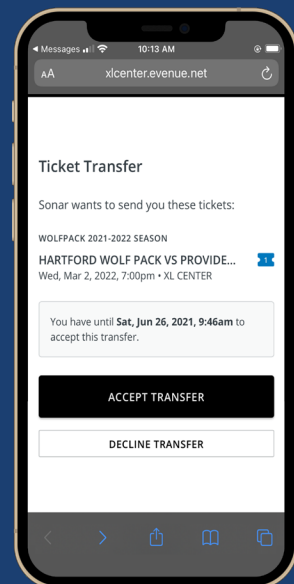 Messages 10:13 AM
AA xlcenter.evenue.net
Ticket Transfer
Sonar wants to send you these tickets:
WOLFPACK 2021-2022 SEASON
HARTFORD WOLF PACK VS PROVIDE... 1
Wed, Mar 2, 2022, 7:00pm • XL CENTER
You have until Sat, Jun 26, 2021, 9:46am to
accept this transfer.
ACCEPT TRANSFER
DECLINE TRANSFER